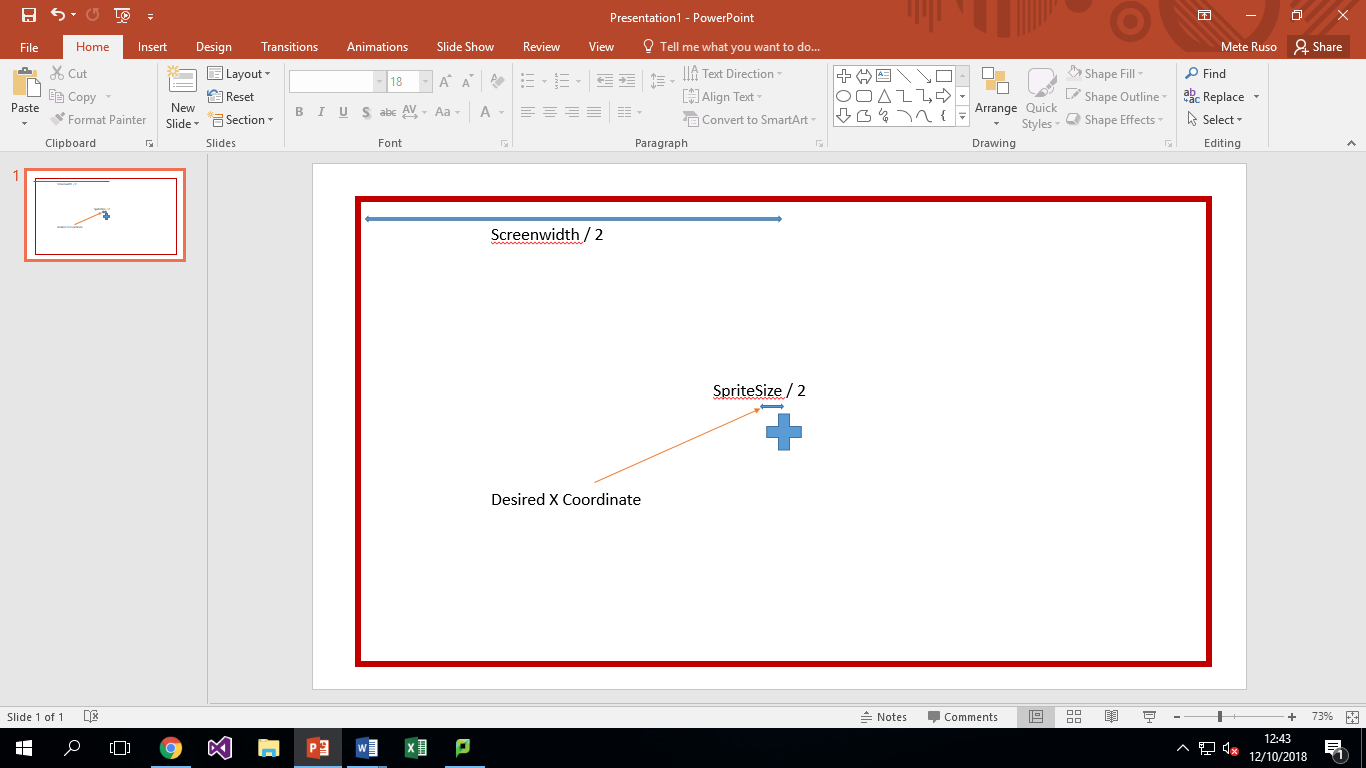 Presentation1 - PowerPoint
File Home Insert Design Transitions Animations Slide Show Review View Tell me what you want to do... Mete Ruso Share
Paste
Cut
Copy
Format Painter
Clipboard
New Slide
Layout
Reset
Section
Slides
18
B I U S abc AV Aa A
Font
Text Direction
Align Text
Convert to SmartArt
Paragraph
Arrange
Quick Styles
Shape Fill
Shape Outline
Shape Effects
Drawing
Find
Replace
Select
Editing
1
Screenwidth / 2
SpriteSize / 2
Desired X Coordinate
Slide 1 of 1 Notes Comments 73%
12:43
12/10/2018
1